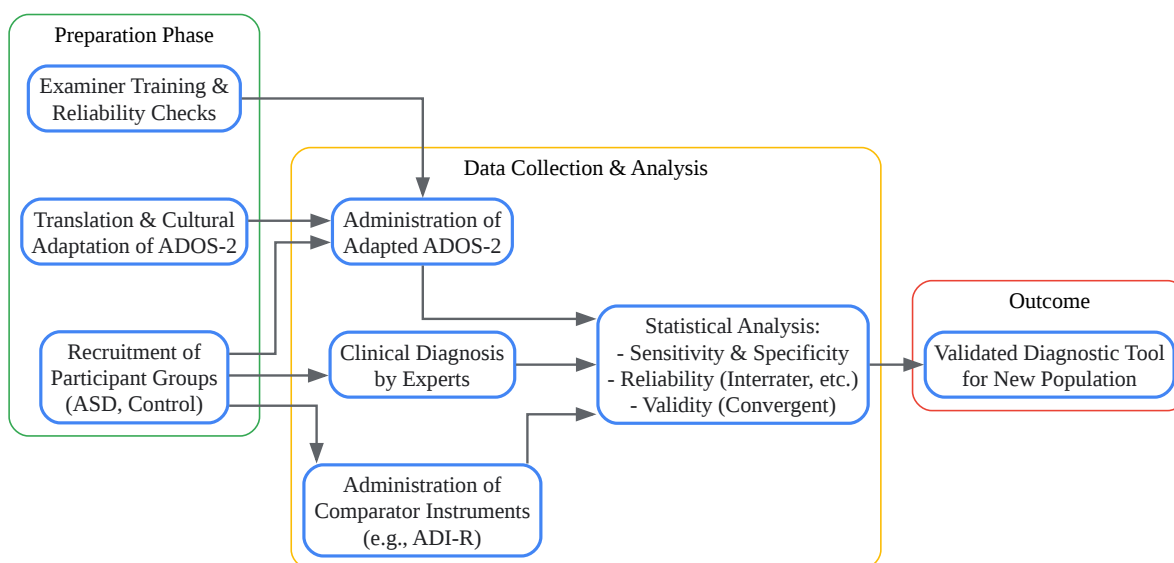 Preparation Phase
Examiner Training &
Reliability Checks
Translation & Cultural
Adaptation of ADOS-2
Recruitment of
Participant Groups
(ASD, Control)
Data Collection & Analysis
Administration of
Adapted ADOS-2
Clinical Diagnosis
by Experts
Administration of
Comparator Instruments
(e.g., ADI-R)
Statistical Analysis:
- Sensitivity & Specificity
- Reliability (Interrater, etc.)
- Validity (Convergent)
Outcome
Validated Diagnostic Tool
for New Population